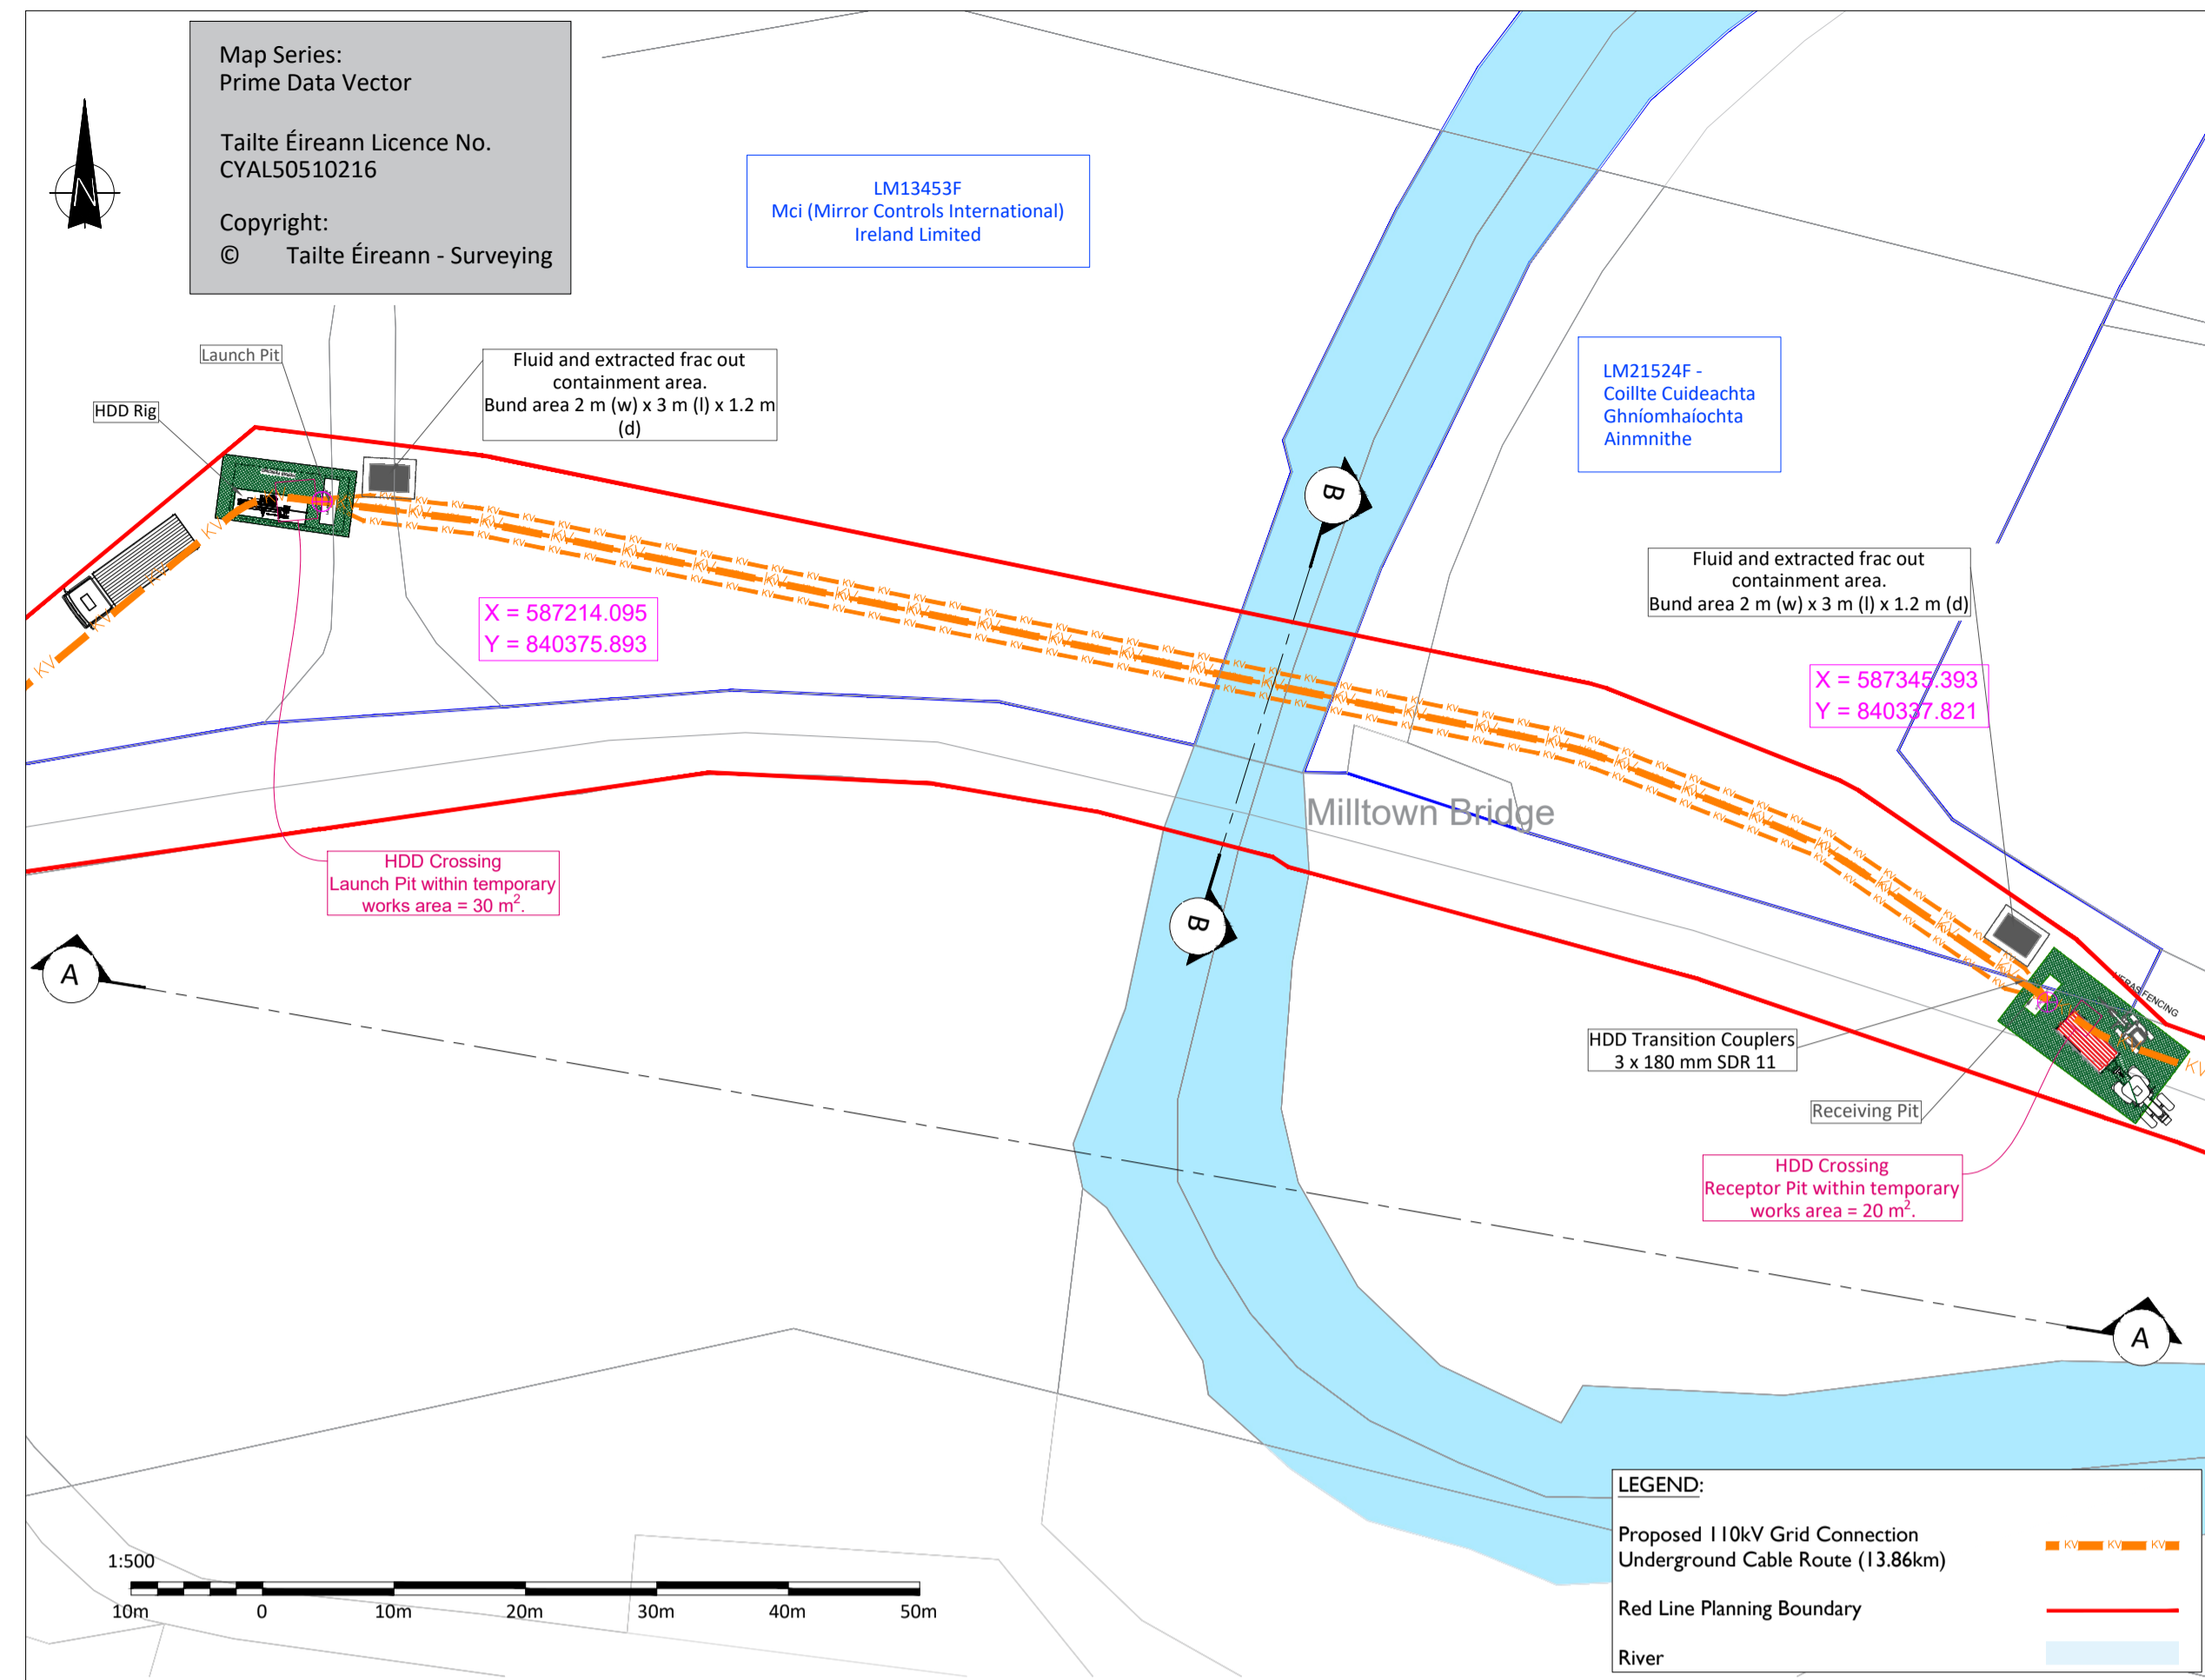 Map Series:
Prime Data Vector
Tailte Éireann Licence No.
CYAL50510216
Copyright:
© Tailte Éireann - Surveying
N
LM13453F
Mci (Mirror Controls International)
Ireland Limited
Launch Pit
HDD Rig
Fluid and extracted frac out
containment area.
Bund area 2 m (w) x 3 m (l) x 1.2 m
(d)
LM21524F -
Coillte Cuideachta
Ghníomhaíochta
Ainmnithe
B
Fluid and extracted frac out
containment area.
Bund area 2 m (w) x 3 m (l) x 1.2 m (d)
X = 587214.095
Y = 840375.893
X = 587345.393
Y = 840337.821
KV
Milltown Bridge
HDD Crossing
Launch Pit within temporary
works area = 30 m².
B
A
HERAS FENCING
HDD Transition Couplers
3 x 180 mm SDR 11
Receiving Pit
HDD Crossing
Receptor Pit within temporary
works area = 20 m².
A
LEGEND:
Proposed 110kV Grid Connection
Underground Cable Route (13.86km)
KV KV KV
Red Line Planning Boundary
River
1:500
10m 0 10m 20m 30m 40m 50m